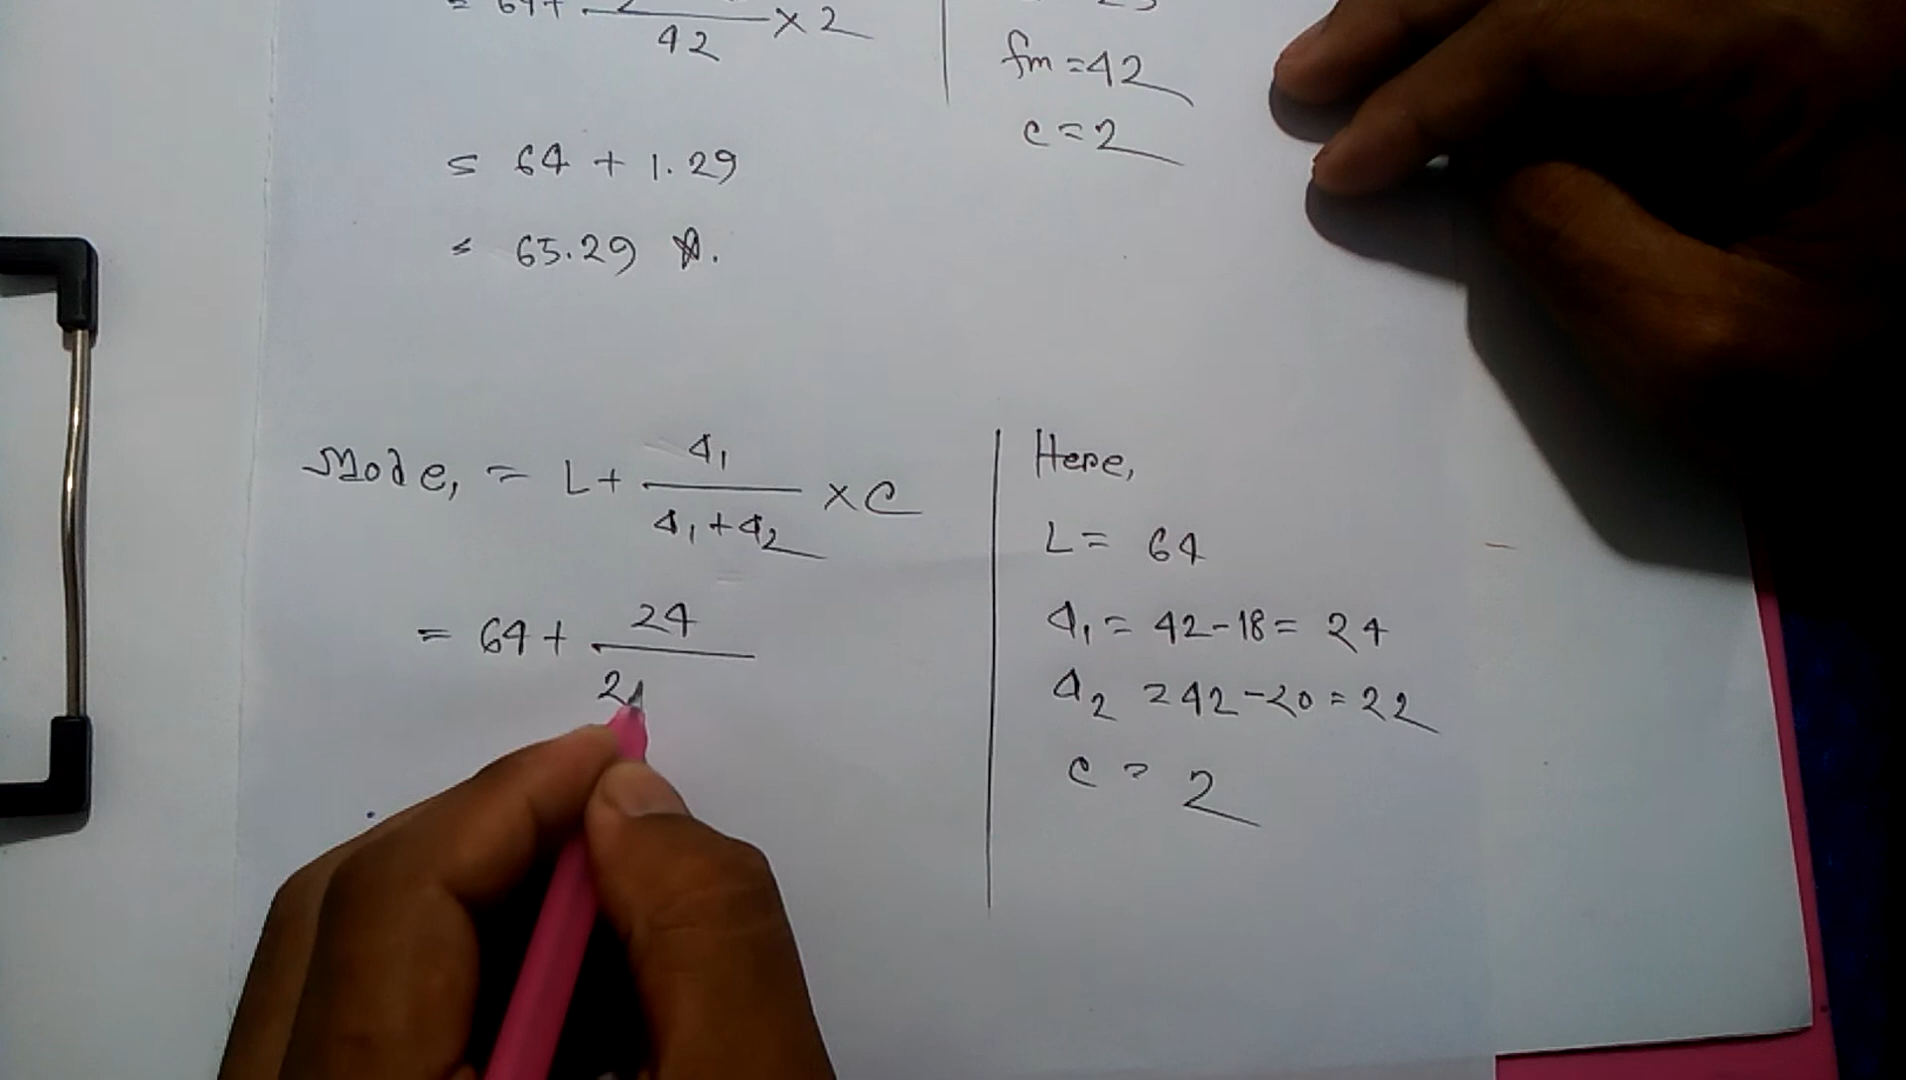 42 × 2
= 64 + 1.29
= 65.29
fm = 42
c = 2
Mode, = L + Δ1 / Δ1 + Δ2 × C
= 64 + 24 / 24
Here,
L = 64
Δ1 = 42 - 18 = 24
Δ2 = 42 - 20 = 22
c = 2